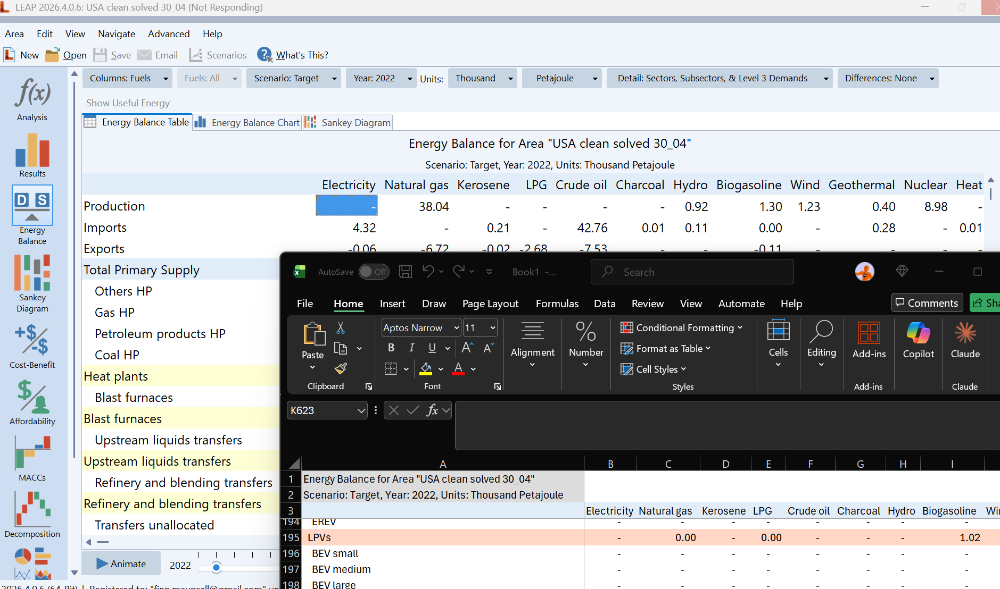 LEAP 2026.4.0.6: USA clean solved 30_04 (Not Responding)
Area Edit View Navigate Advanced Help
New Open Save Email Scenarios What's This?
Columns: Fuels Fuels: All Scenario: Target Year: 2022 Units: Thousand Petajoule Detail: Sectors, Subsectors, & Level 3 Demands Differences: None
Show Useful Energy
Energy Balance Table Energy Balance Chart Sankey Diagram
f(x)
Analysis
Results
D S
Energy
Balance
Sankey
Diagram
Cost-Benefit
Affordability
MACCs
Decomposition
Energy Balance for Area "USA clean solved 30_04"
Scenario: Target, Year: 2022, Units: Thousand Petajoule
Electricity Natural gas Kerosene LPG Crude oil Charcoal Hydro Biogasoline Wind Geothermal Nuclear Heat
Production - 38.04 - - - - 0.92 1.30 1.23 0.40 8.98 -
Imports 4.32 - 0.21 - 42.76 0.01 0.11 0.00 - 0.28 - 0.01
Exports -0.06 -6.72 -0.02 -2.68 -7.53 - - -0.11 - - - -
Total Primary Supply
Others HP
Gas HP
Petroleum products HP
Coal HP
Heat plants
Blast furnaces
Blast furnaces
Upstream liquids transfers
Upstream liquids transfers
Refinery and blending transfers
Refinery and blending transfers
Transfers unallocated
Animate 2022
2026.4.0.6 (64-Bit) | Registered to: "finn.maunsell@gmail.com"
AutoSave Off Book1 -... Search
File Home Insert Draw Page Layout Formulas Data Review View Automate Help Comments
Paste
Clipboard
Aptos Narrow 11
B I U A A
A
Font
Alignment
% Number
Conditional Formatting
Format as Table
Cell Styles
Styles
Cells
Editing
Add-ins
Add-ins
Copilot
Claude
Claude
K623 fx
A B C D E F G H I
1 Energy Balance for Area "USA clean solved 30_04"
2 Scenario: Target, Year: 2022, Units: Thousand Petajoule
3 Electricity Natural gas Kerosene LPG Crude oil Charcoal Hydro Biogasoline
194 EREV - - - - - - - -
195 LPVs - 0.00 - 0.00 - - - 1.02
196 BEV small - - - - - - - -
197 BEV medium - - - - - - - -
198 BEV large - - - - - - - -